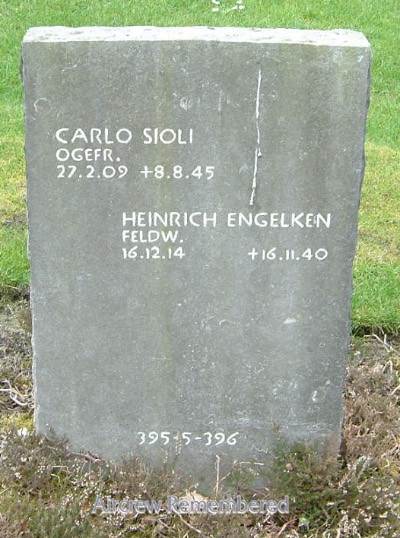 CARLO SIOLI
OGEFR.
27.2.09 +8.8.45
HEINRICH ENGELKEN
FELDW.
16.12.14 +16.11.40
395-5-396
Aircrew Remembered